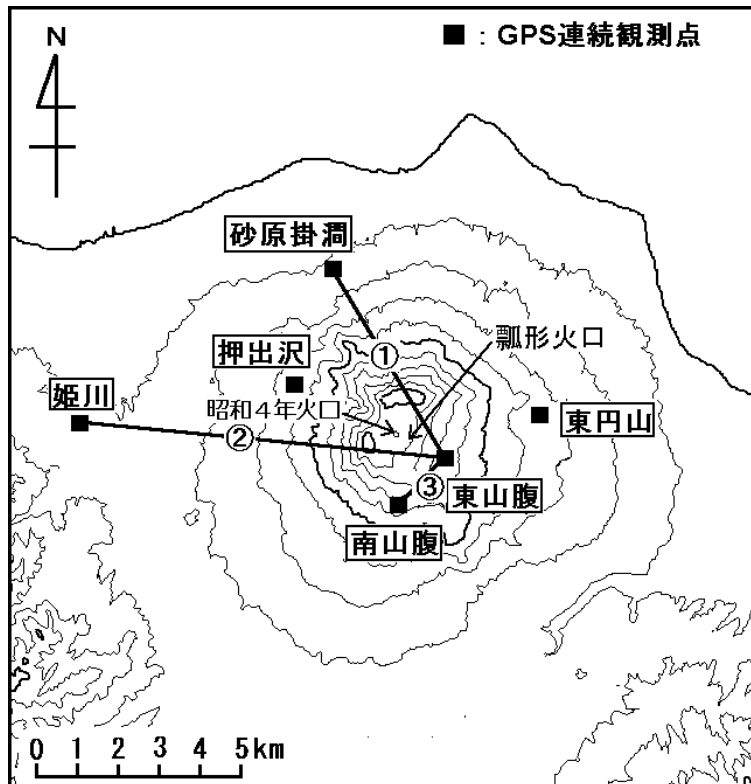 N
■：GPS連続観測点
砂原掛澗
①
瓢形火口
押出沢
姫川
昭和4年火口
②
東円山
③
東山腹
南山腹
0 1 2 3 4 5km